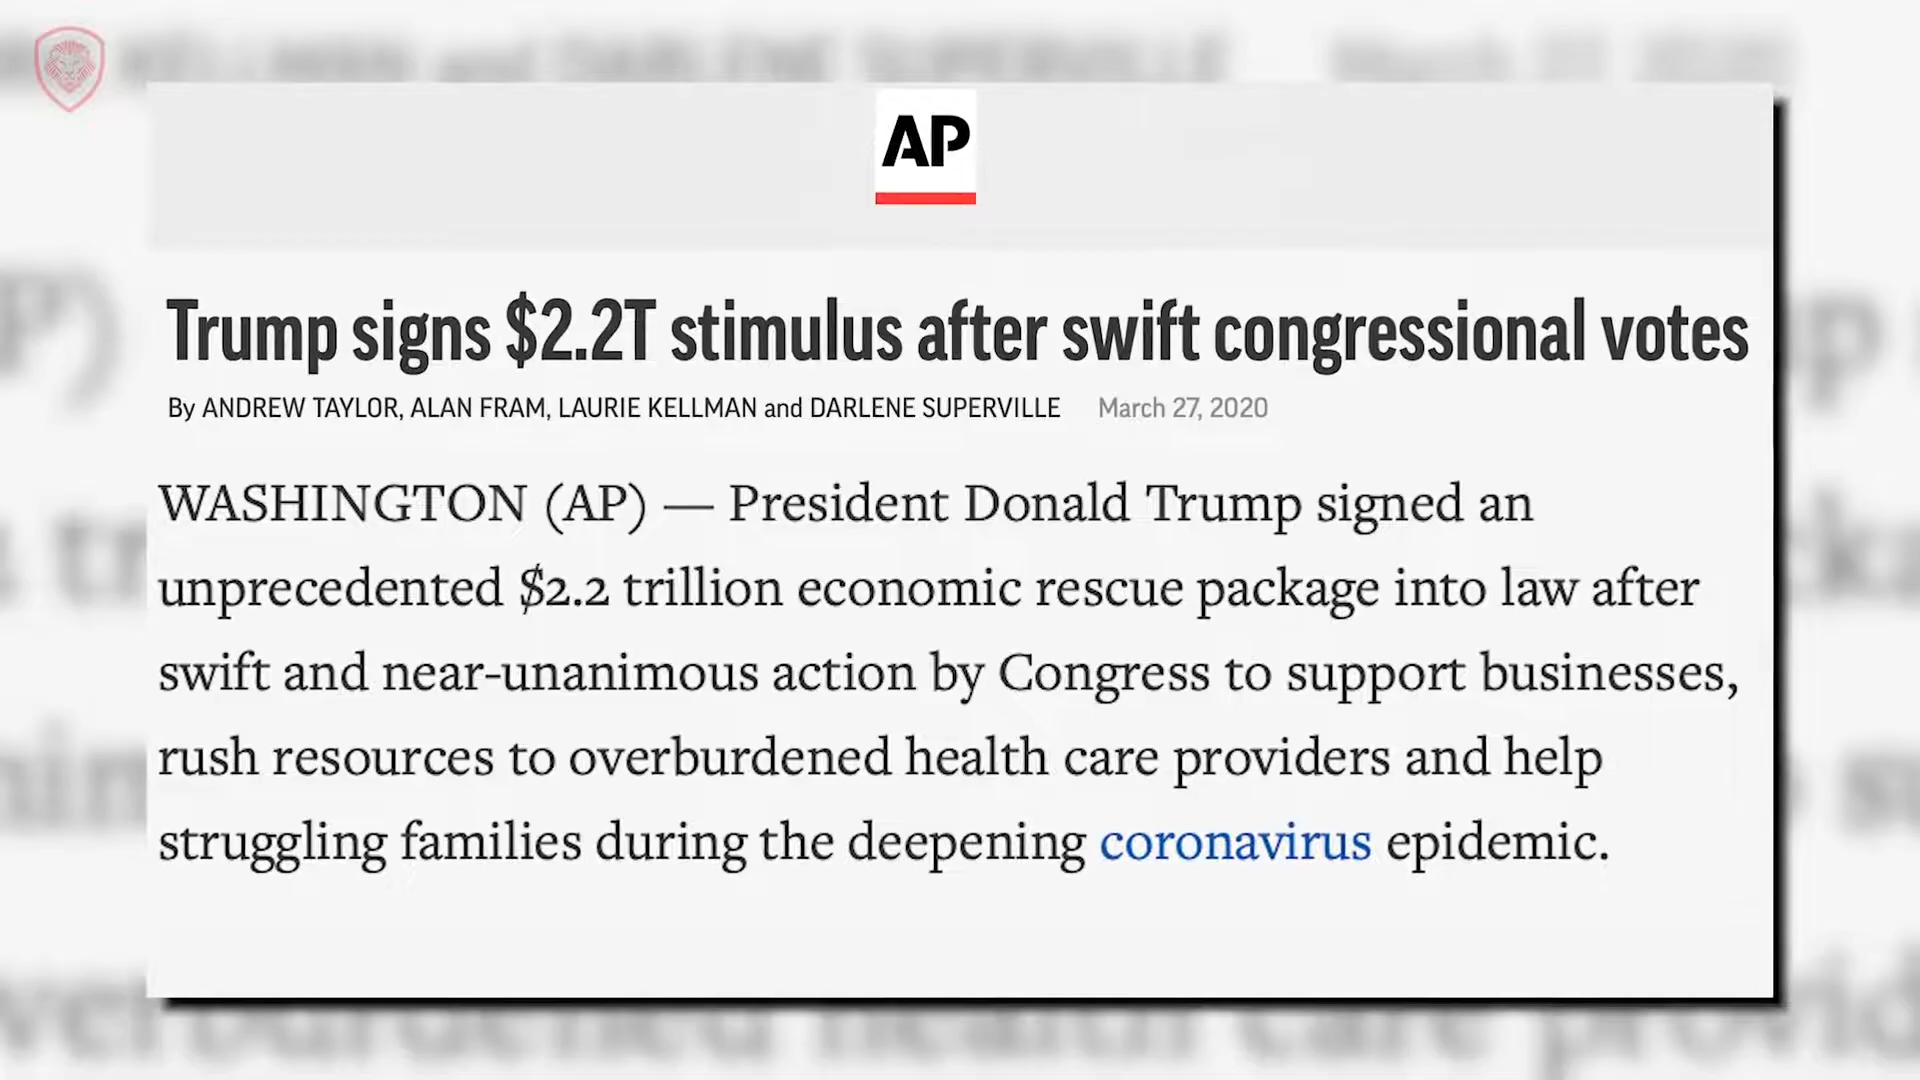 AP
Trump signs $2.2T stimulus after swift congressional votes
By ANDREW TAYLOR, ALAN FRAM, LAURIE KELLMAN and DARLENE SUPERVILLE March 27, 2020
WASHINGTON (AP) — President Donald Trump signed an
unprecedented $2.2 trillion economic rescue package into law after
swift and near-unanimous action by Congress to support businesses,
rush resources to overburdened health care providers and help
struggling families during the deepening coronavirus epidemic.